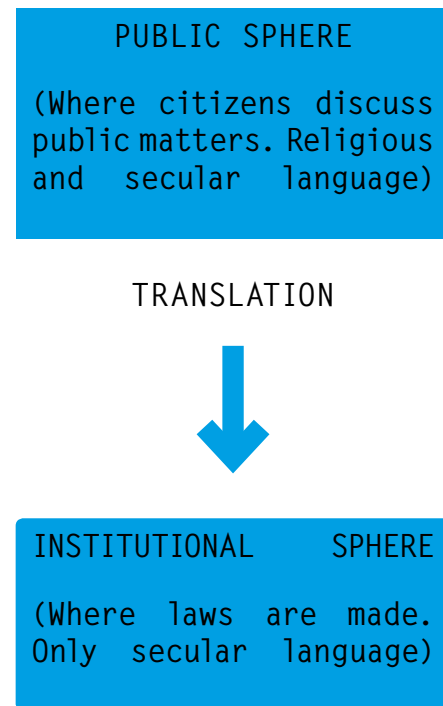 PUBLIC SPHERE
(Where citizens discuss
public matters. Religious
and secular language)
TRANSLATION
INSTITUTIONAL SPHERE
(Where laws are made.
Only secular language)